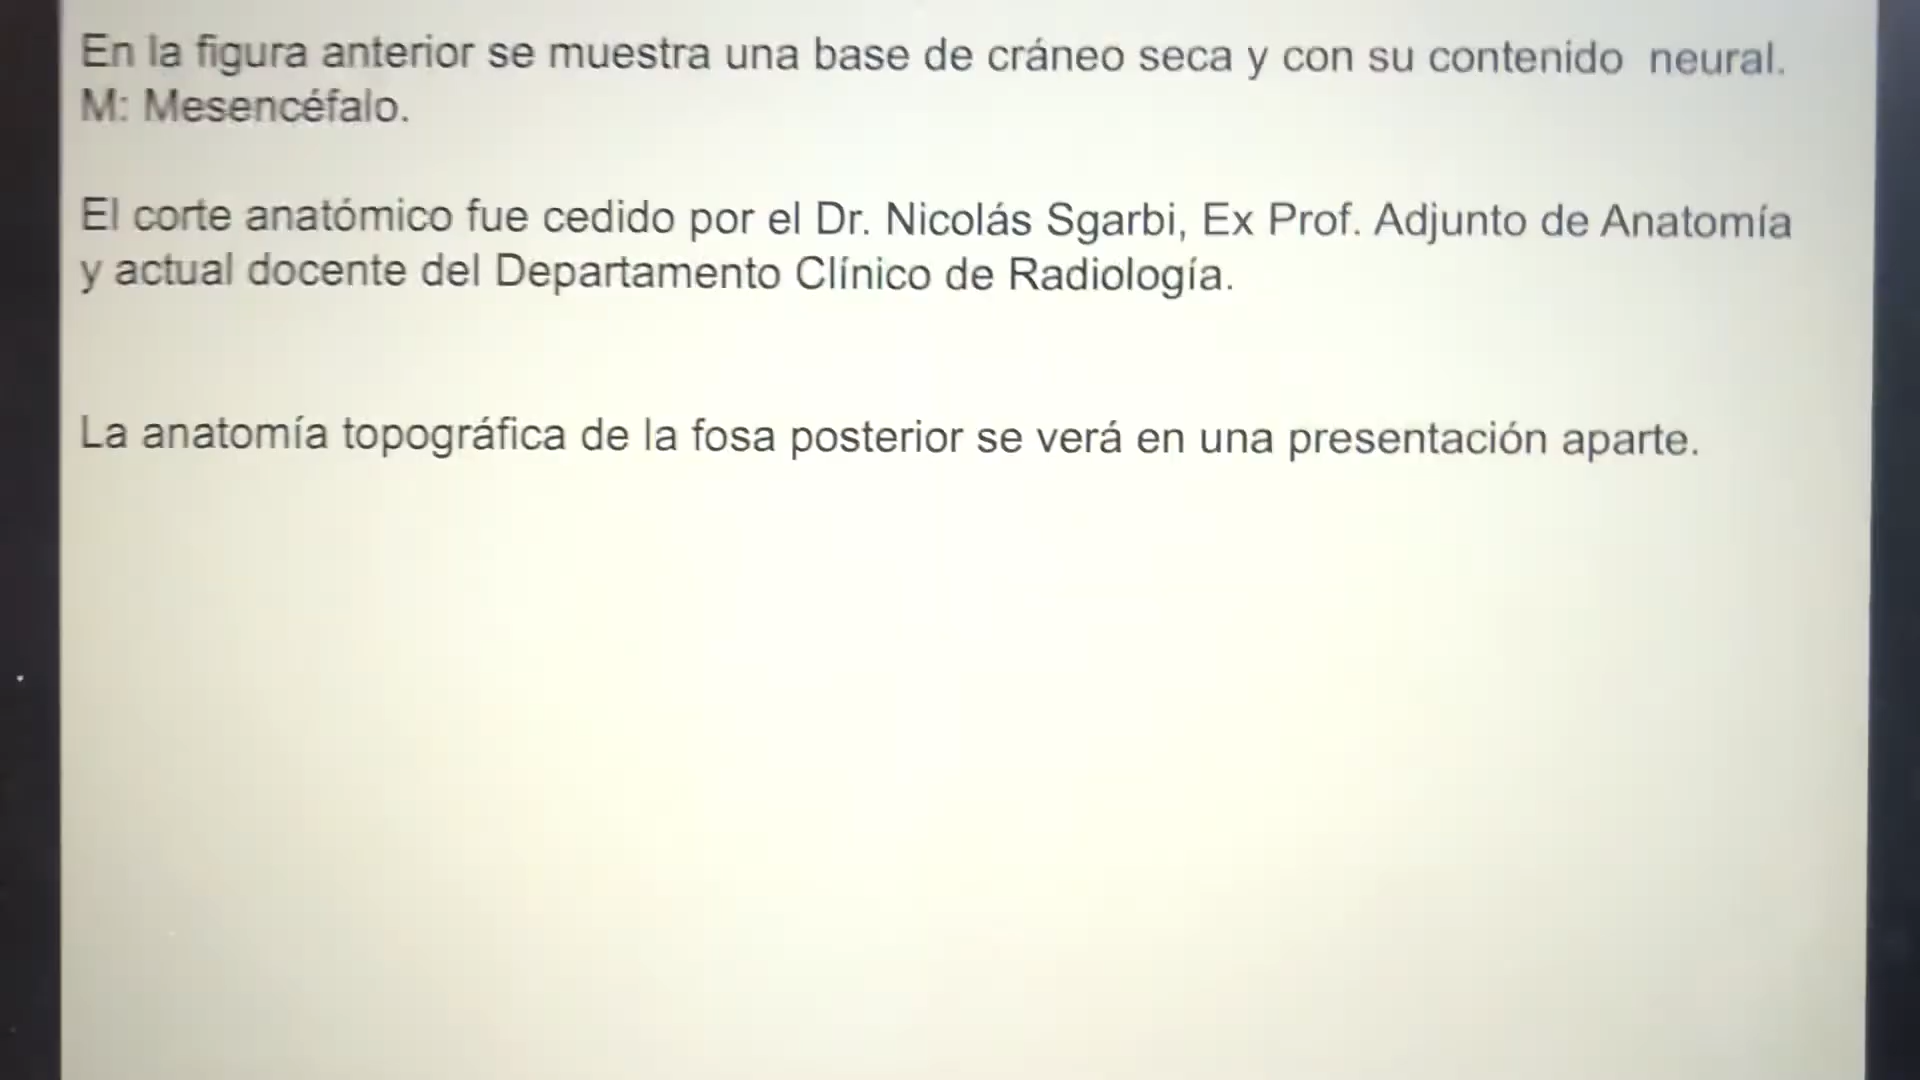 En la figura anterior se muestra una base de cráneo seca y con su contenido neural.
M: Mesencéfalo.
El corte anatómico fue cedido por el Dr. Nicolás Sgarbi, Ex Prof. Adjunto de Anatomía
y actual docente del Departamento Clínico de Radiología.
La anatomía topográfica de la fosa posterior se verá en una presentación aparte.